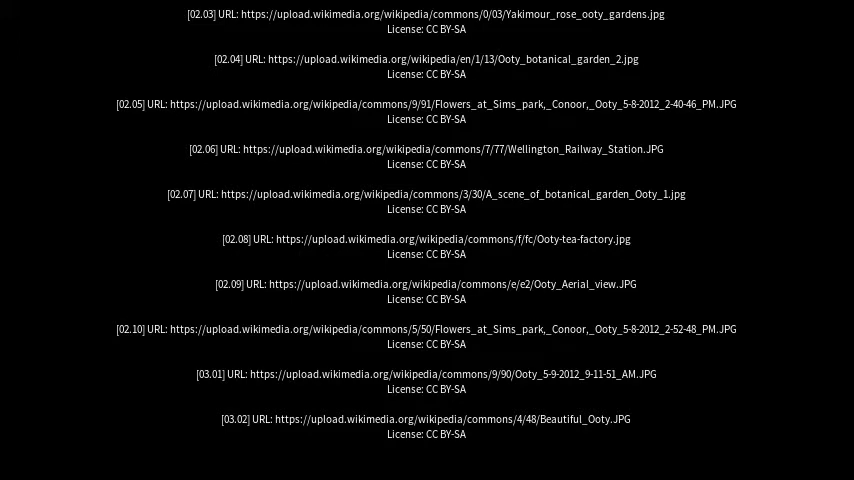 [02.03] URL: https://upload.wikimedia.org/wikipedia/commons/0/03/Yakimour_rose_ooty_gardens.jpg
License: CC BY-SA
[02.04] URL: https://upload.wikimedia.org/wikipedia/en/1/13/Ooty_botanical_garden_2.jpg
License: CC BY-SA
[02.05] URL: https://upload.wikimedia.org/wikipedia/commons/9/91/Flowers_at_Sims_park,_Conoor,_Ooty_5-8-2012_2-40-46_PM.JPG
License: CC BY-SA
[02.06] URL: https://upload.wikimedia.org/wikipedia/commons/7/77/Wellington_Railway_Station.JPG
License: CC BY-SA
[02.07] URL: https://upload.wikimedia.org/wikipedia/commons/3/30/A_scene_of_botanical_garden_Ooty_1.jpg
License: CC BY-SA
[02.08] URL: https://upload.wikimedia.org/wikipedia/commons/f/fc/Ooty-tea-factory.jpg
License: CC BY-SA
[02.09] URL: https://upload.wikimedia.org/wikipedia/commons/e/e2/Ooty_Aerial_view.JPG
License: CC BY-SA
[02.10] URL: https://upload.wikimedia.org/wikipedia/commons/5/50/Flowers_at_Sims_park,_Conoor,_Ooty_5-8-2012_2-52-48_PM.JPG
License: CC BY-SA
[03.01] URL: https://upload.wikimedia.org/wikipedia/commons/9/90/Ooty_5-9-2012_9-11-51_AM.JPG
License: CC BY-SA
[03.02] URL: https://upload.wikimedia.org/wikipedia/commons/4/48/Beautiful_Ooty.JPG
License: CC BY-SA